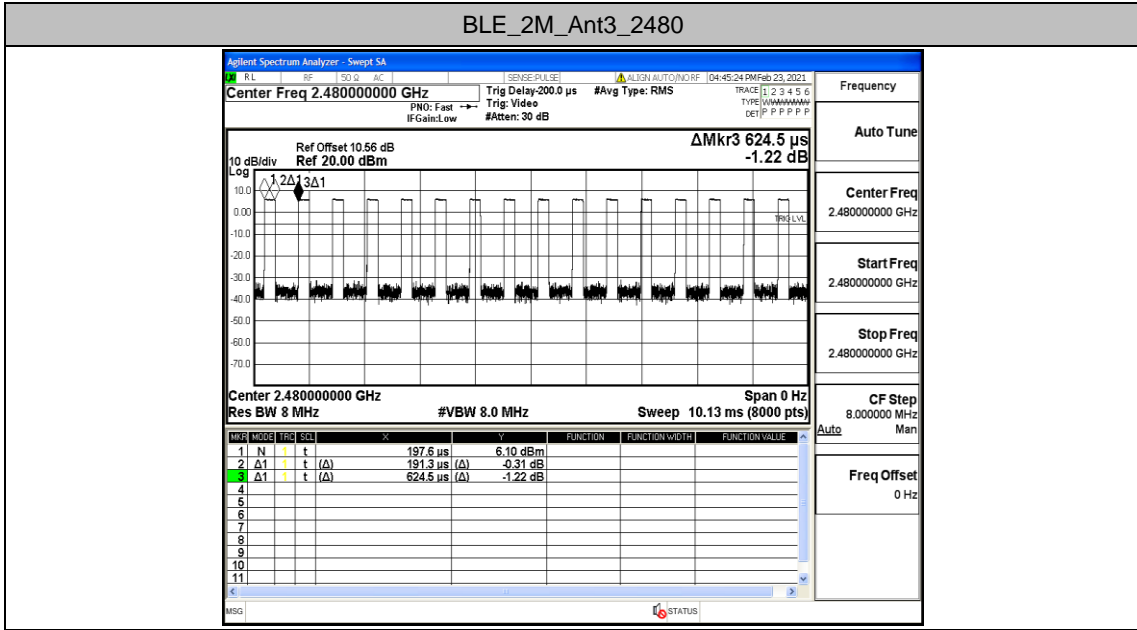 BLE_2M_Ant3_2480
Agilent Spectrum Analyzer - Swept SA
LXI RL RF 50 Ω AC SENSE:PULSE ALIGN AUTO/NO RF 04:45:24 PM Feb 23, 2021
Center Freq 2.480000000 GHz Trig Delay-200.0 µs #Avg Type: RMS TRACE 1 2 3 4 5 6
PNO: Fast Trig: Video TYPE
IFGain:Low #Atten: 30 dB DET P P P P P P
ΔMkr3 624.5 µs
-1.22 dB
Ref Offset 10.56 dB
10 dB/div Ref 20.00 dBm
Log
1 2Δ1 3Δ1
10.0
0.00
TRIG LVL
-10.0
-20.0
-30.0
-40.0
-50.0
-60.0
-70.0
Center 2.480000000 GHz Span 0 Hz
Res BW 8 MHz #VBW 8.0 MHz Sweep 10.13 ms (8000 pts)
MKR MODE TRC SCL X Y FUNCTION FUNCTION WIDTH FUNCTION VALUE
1 N 1 t 197.6 µs 6.10 dBm
2 Δ1 1 t (Δ) 191.3 µs (Δ) -0.31 dB
3 Δ1 1 t (Δ) 624.5 µs (Δ) -1.22 dB
4
5
6
7
8
9
10
11
MSG STATUS
Frequency
Auto Tune
Center Freq
2.480000000 GHz
Start Freq
2.480000000 GHz
Stop Freq
2.480000000 GHz
CF Step
8.000000 MHz
Auto Man
Freq Offset
0 Hz